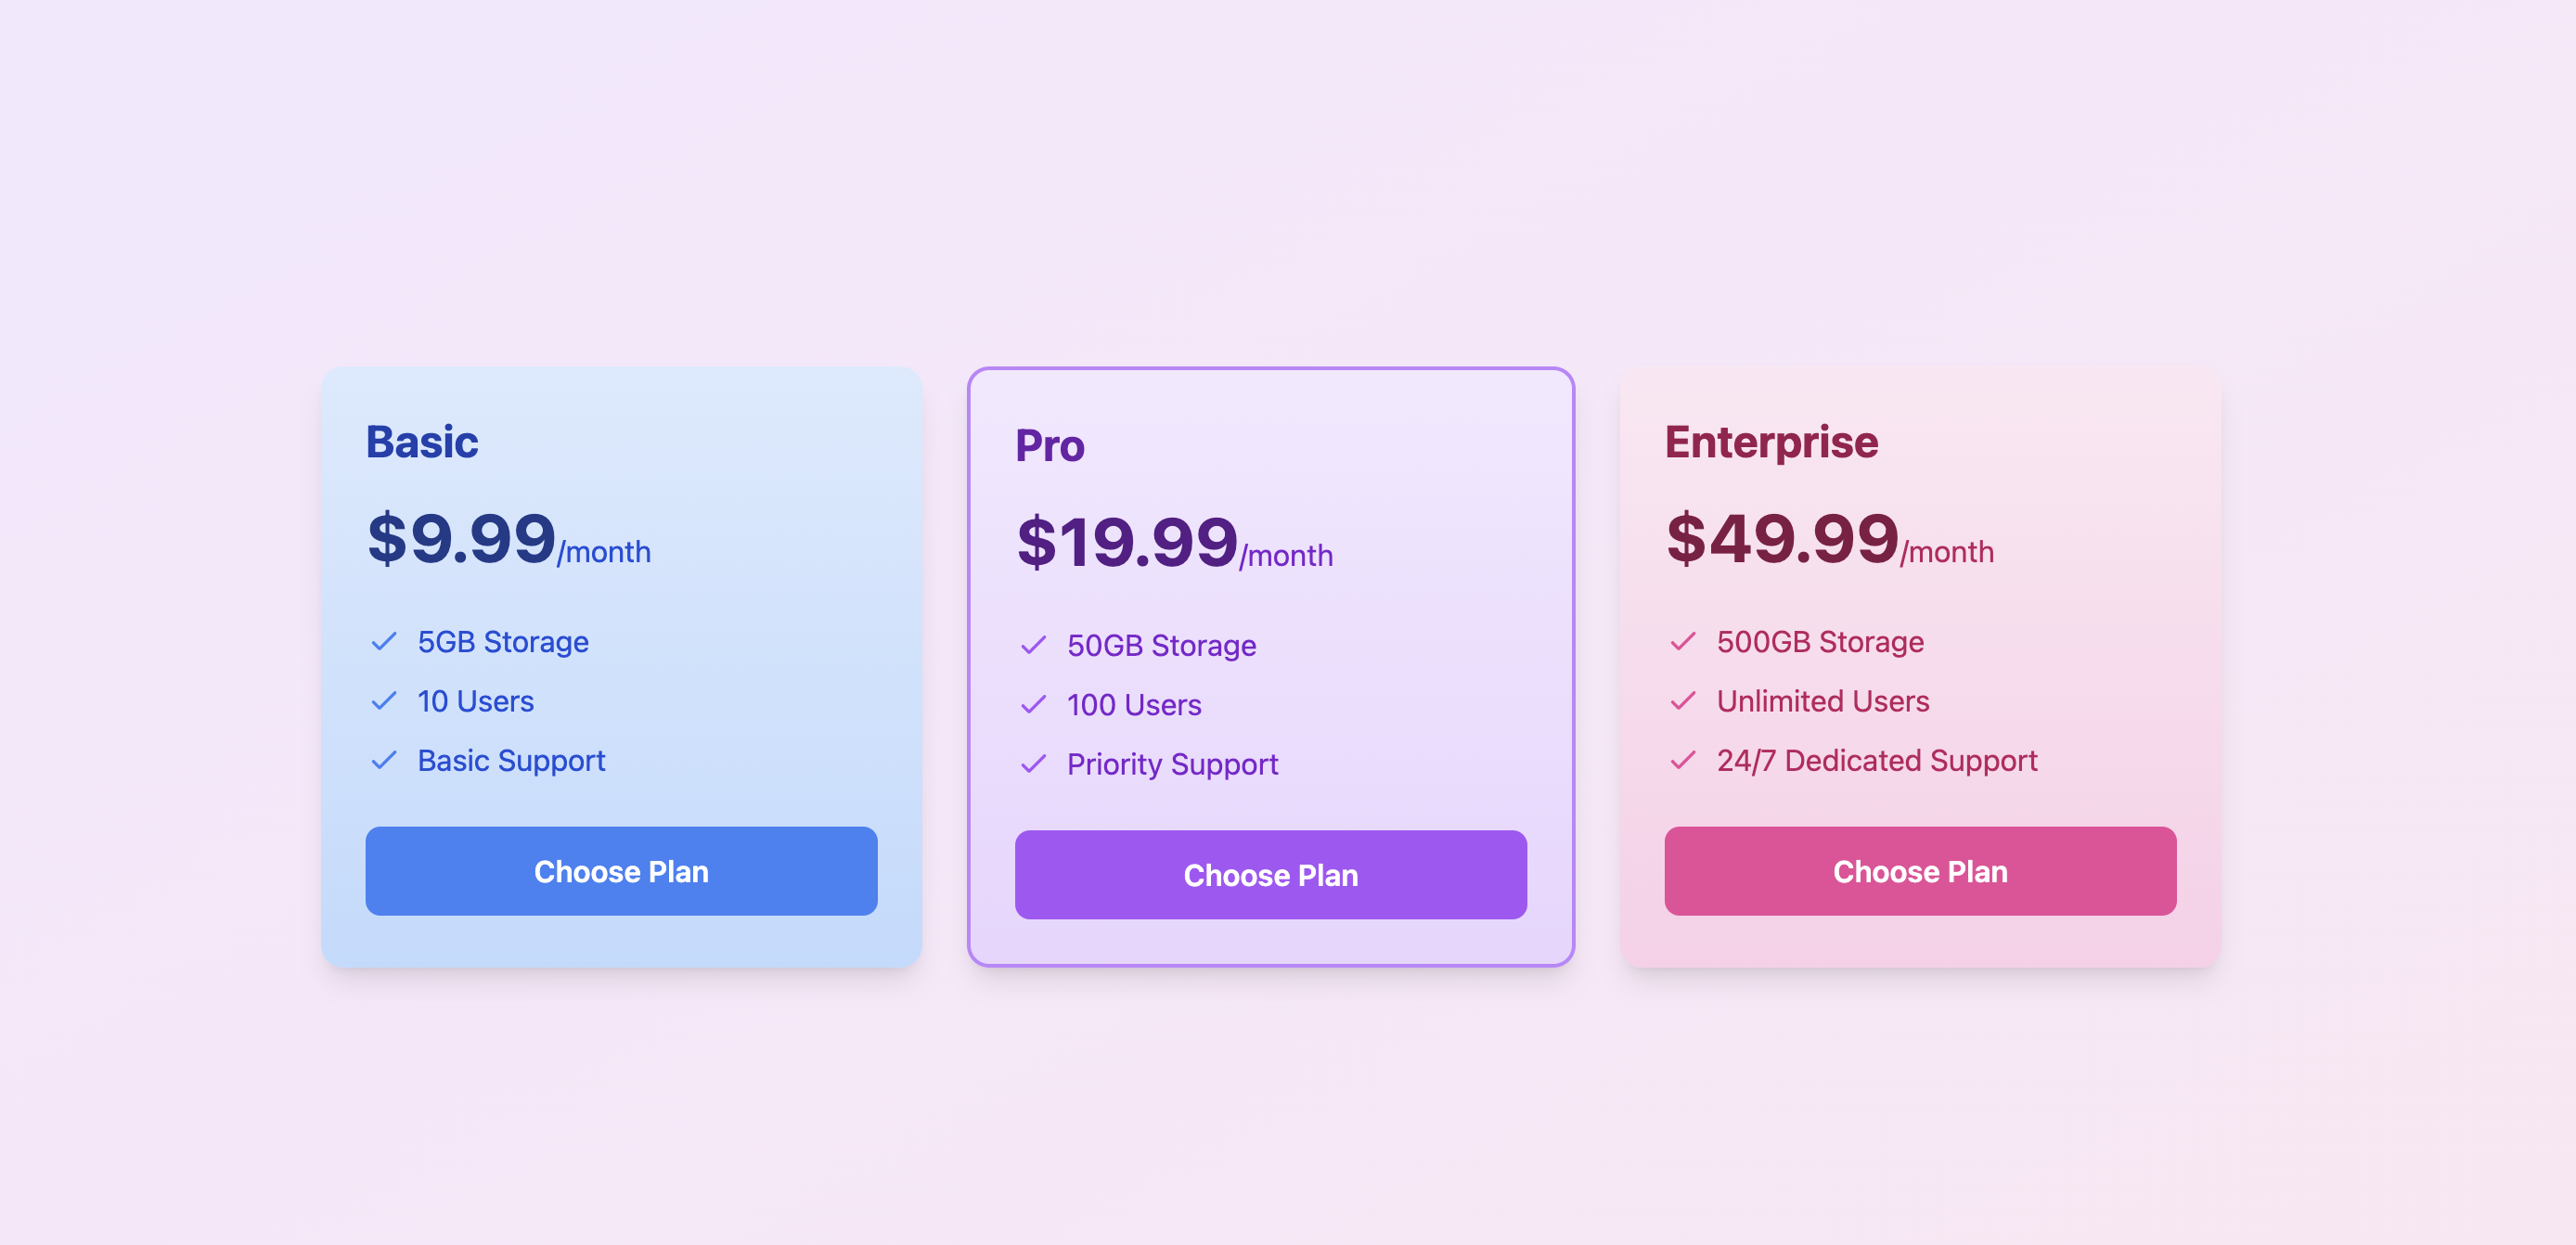 Basic
$9.99/month
5GB Storage
10 Users
Basic Support
Choose Plan
Pro
$19.99/month
50GB Storage
100 Users
Priority Support
Choose Plan
Enterprise
$49.99/month
500GB Storage
Unlimited Users
24/7 Dedicated Support
Choose Plan